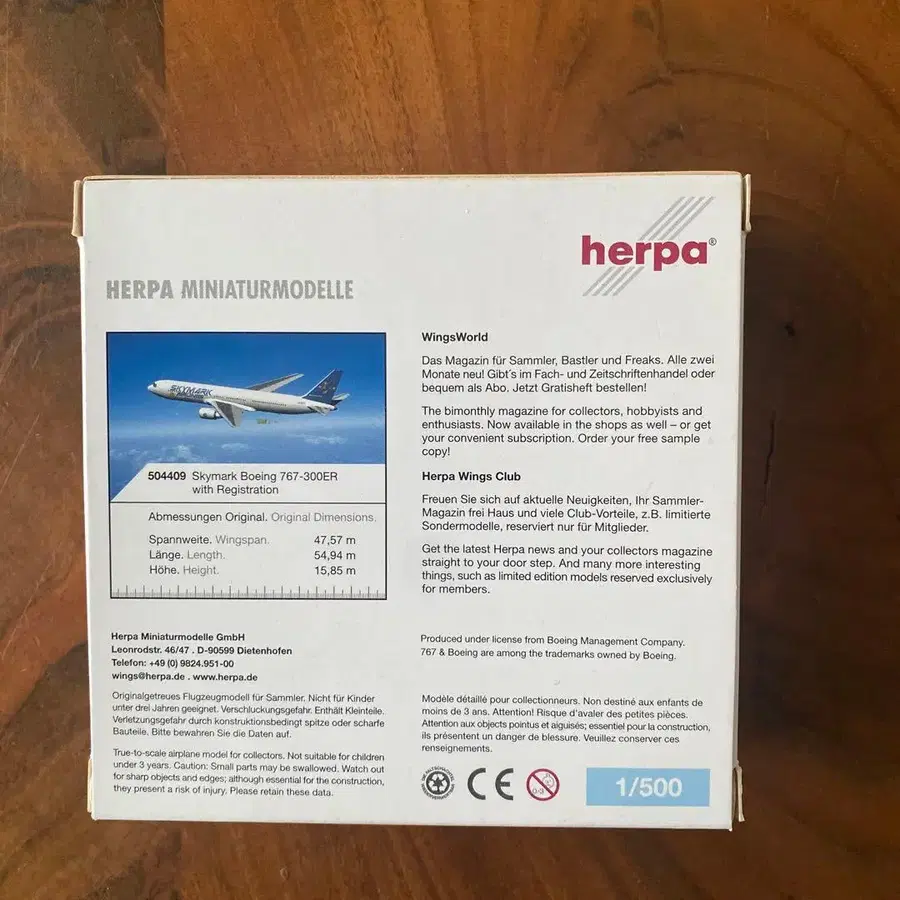 herpa®
HERPA MINIATURMODELLE
SKYMARK
504409 Skymark Boeing 767-300ER
with Registration
Abmessungen Original. Original Dimensions.
Spannweite. Wingspan. 47,57 m
Länge. Length. 54,94 m
Höhe. Height. 15,85 m
WingsWorld
Das Magazin für Sammler, Bastler und Freaks. Alle zwei
Monate neu! Gibt´s im Fach- und Zeitschriftenhandel oder
bequem als Abo. Jetzt Gratisheft bestellen!
The bimonthly magazine for collectors, hobbyists and
enthusiasts. Now available in the shops as well – or get
your convenient subscription. Order your free sample
copy!
Herpa Wings Club
Freuen Sie sich auf aktuelle Neuigkeiten, Ihr Sammler-
Magazin frei Haus und viele Club-Vorteile, z.B. limitierte
Sondermodelle, reserviert nur für Mitglieder.
Get the latest Herpa news and your collectors magazine
straight to your door step. And many more interesting
things, such as limited edition models reserved exclusively
for members.
Herpa Miniaturmodelle GmbH
Leonrodstr. 46/47 . D-90599 Dietenhofen
Telefon: +49 (0) 9824.951-00
wings@herpa.de . www.herpa.de
Produced under license from Boeing Management Company.
767 & Boeing are among the trademarks owned by Boeing.
Originalgetreues Flugzeugmodell für Sammler. Nicht für Kinder
unter drei Jahren geeignet. Verschluckungsgefahr. Enthält Kleinteile.
Verletzungsgefahr durch konstruktionsbedingt spitze oder scharfe
Bauteile. Bitte bewahren Sie die Daten auf.
True-to-scale airplane model for collectors. Not suitable for children
under 3 years. Caution: Small parts may be swallowed. Watch out
for sharp objects and edges; although essential for the construction,
they present a risk of injury. Please retain these data.
Modèle détaillé pour collectionneurs. Non destiné aux enfants de
moins de 3 ans. Attention! Risque d'avaler des petites pièces.
Attention aux objects pointus et aiguisés; essentiel pour la construction,
ils présentent un danger de blessure. Veuillez conserver ces
renseignements.
CE
0-3
1/500